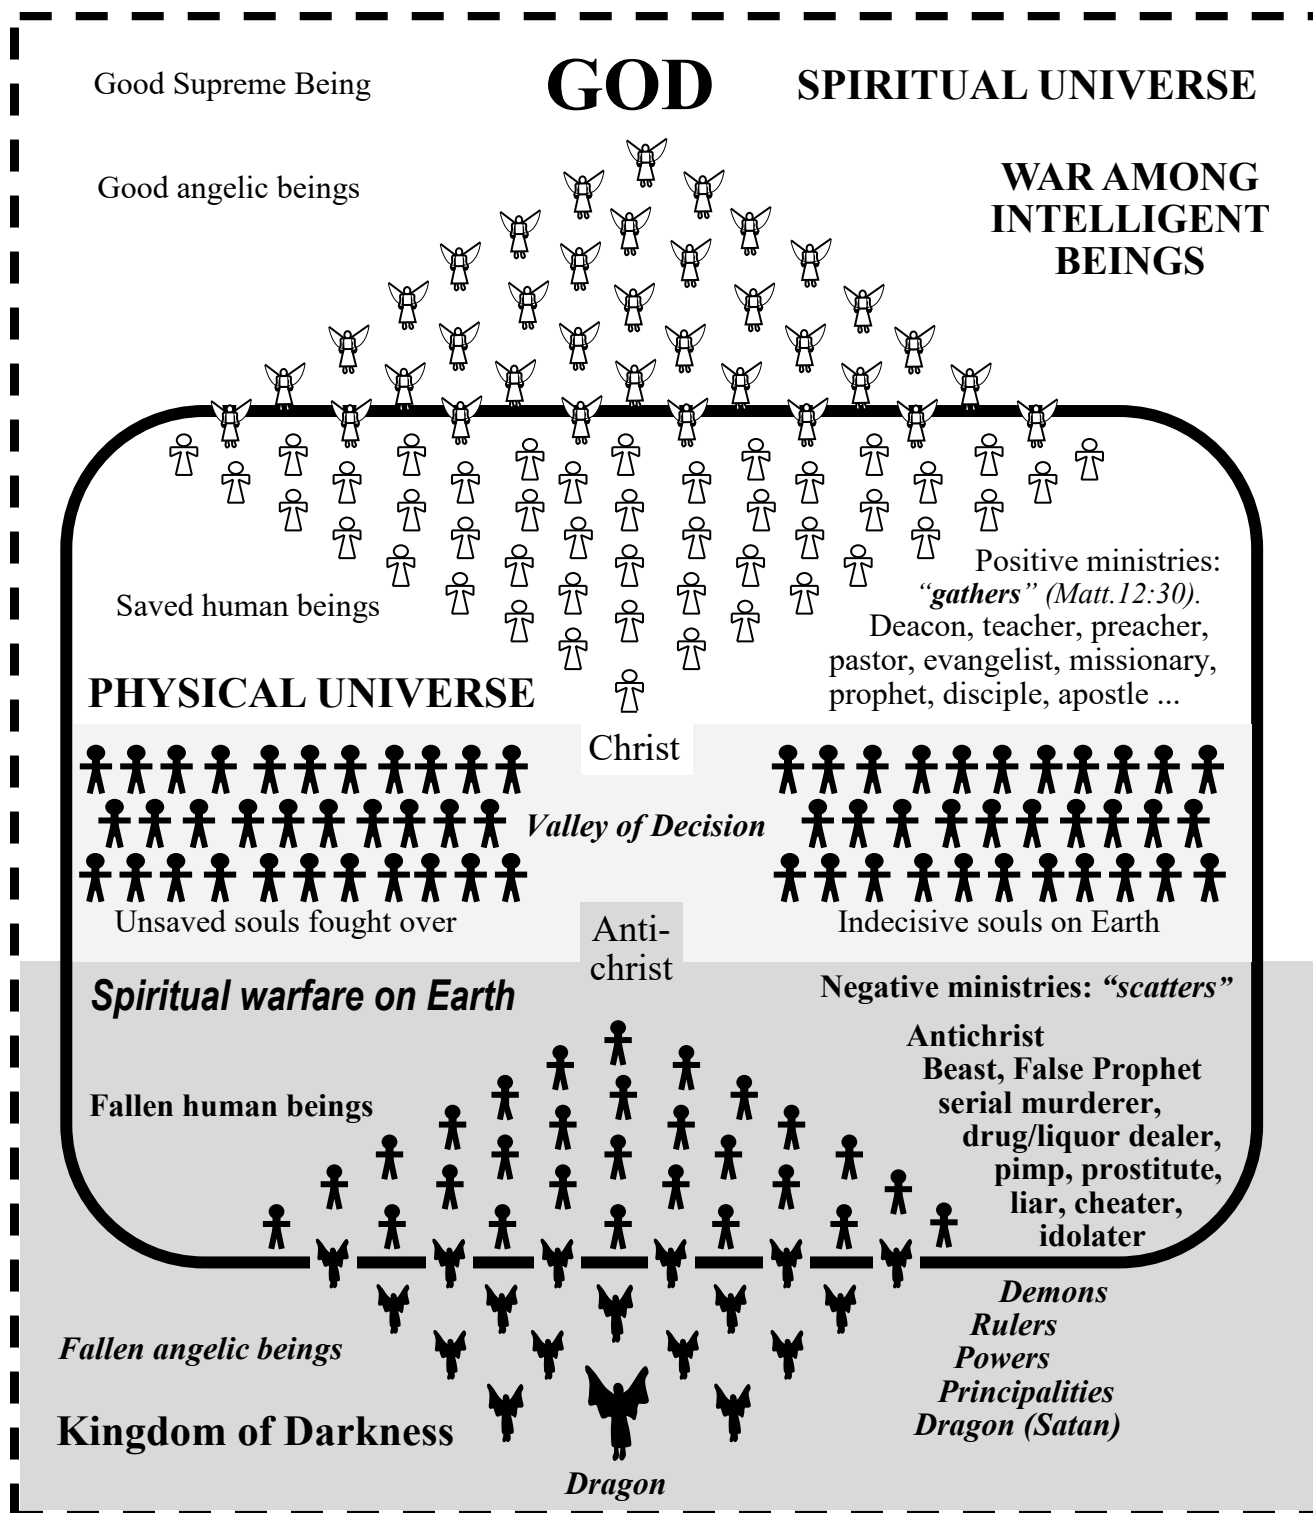 Good Supreme Being
GOD
SPIRITUAL UNIVERSE
Good angelic beings
WAR AMONG
INTELLIGENT
BEINGS
Positive ministries:
“gathers” (Matt.12:30).
Deacon, teacher, preacher,
pastor, evangelist, missionary,
prophet, disciple, apostle ...
Saved human beings
PHYSICAL UNIVERSE
Christ
Valley of Decision
Unsaved souls fought over
Indecisive souls on Earth
Anti-
christ
Spiritual warfare on Earth
Negative ministries: “scatters”
Antichrist
Beast, False Prophet
serial murderer,
drug/liquor dealer,
pimp, prostitute,
liar, cheater,
idolater
Fallen human beings
Demons
Rulers
Powers
Principalities
Dragon (Satan)
Fallen angelic beings
Kingdom of Darkness
Dragon